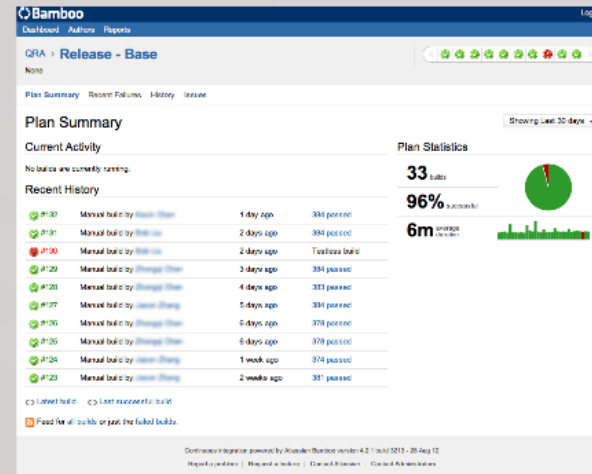 Bamboo
Log
Dashboard Authors Reports
QRA › Release - Base
None
Plan Summary Recent Failures History Issues
Plan Summary
Showing Last 30 days
Current Activity
No builds are currently running.
Recent History
#132 Manual build by 1 day ago 384 passed
#131 Manual build by 2 days ago 384 passed
#130 Manual build by 2 days ago Testless build
#129 Manual build by 3 days ago 384 passed
#128 Manual build by 4 days ago 383 passed
#127 Manual build by 5 days ago 384 passed
#126 Manual build by 6 days ago 378 passed
#125 Manual build by 6 days ago 378 passed
#124 Manual build by 1 week ago 374 passed
#123 Manual build by 2 weeks ago 381 passed
Latest build Last successful build
Feed for all builds or just the failed builds.
Plan Statistics
33 builds
96% successful
6m average duration
Continuous integration powered by Atlassian Bamboo version 4.2.1 build 3213 - 28 Aug 12
Report a problem | Request a feature | Contact Atlassian | Contact Administrators